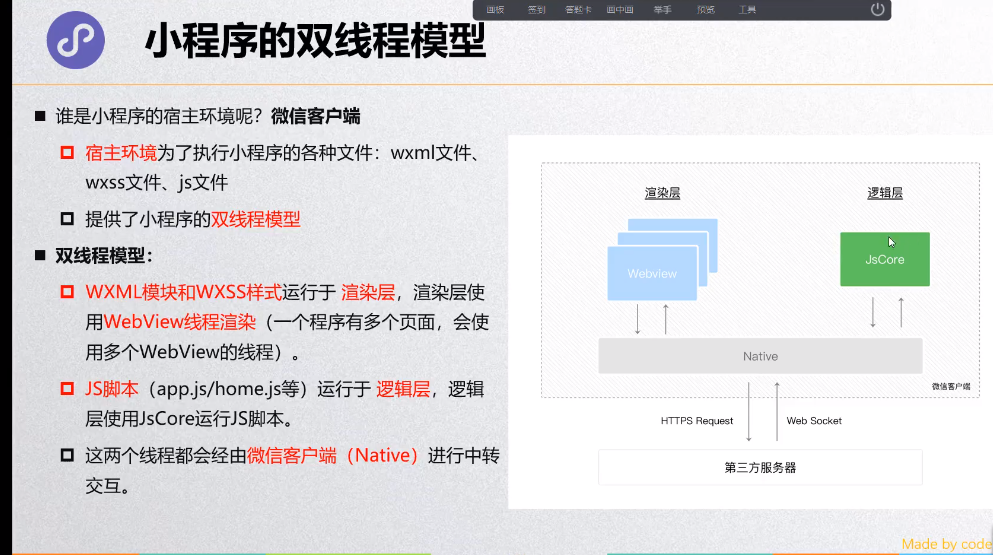 画板 签到 答题卡 画中画 举手 预览 工具
小程序的双线程模型
谁是小程序的宿主环境呢？微信客户端
宿主环境为了执行小程序的各种文件：wxml文件、
wxss文件、js文件
提供了小程序的双线程模型
双线程模型：
WXML模块和WXSS样式运行于 渲染层，渲染层使
用WebView线程渲染（一个程序有多个页面，会使
用多个WebView的线程）。
JS脚本（app.js/home.js等）运行于 逻辑层，逻辑
层使用JsCore运行JS脚本。
这两个线程都会经由微信客户端（Native）进行中转
交互。
渲染层 逻辑层
Webview
JsCore
Native
微信客户端
HTTPS Request Web Socket
第三方服务器
Made by code